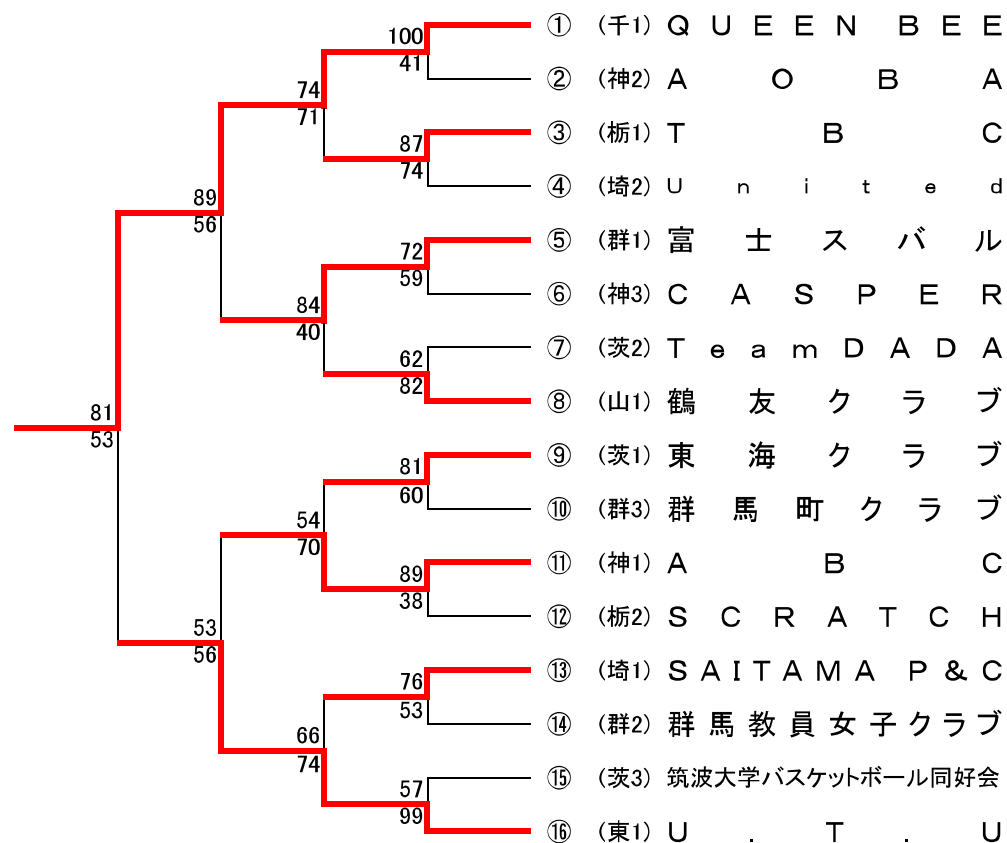 100 ① (千1) QUEEN BEE
41 ② (神2) AOBA
74
71
87 ③ (栃1) TBC
74 ④ (埼2) United
89
56
72 ⑤ (群1) 富士スバル
59 ⑥ (神3) CASPER
84
40
62 ⑦ (茨2) TeamDADA
82 ⑧ (山1) 鶴友クラブ
81
53
81 ⑨ (茨1) 東海クラブ
60 ⑩ (群3) 群馬町クラブ
54
70
89 ⑪ (神1) ABC
38 ⑫ (栃2) SCRATCH
53
56
76 ⑬ (埼1) SAITAMA P&C
53 ⑭ (群2) 群馬教員女子クラブ
66
74
57 ⑮ (茨3) 筑波大学バスケットボール同好会
99 ⑯ (東1) U.T.U